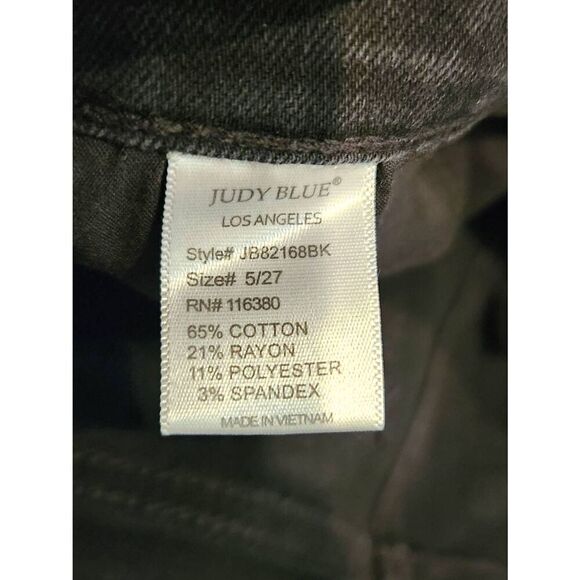 JUDY BLUE®
LOS ANGELES
Style# JB82168BK
Size# 5/27
RN# 116380
65% COTTON
21% RAYON
11% POLYESTER
3% SPANDEX
MADE IN VIETNAM